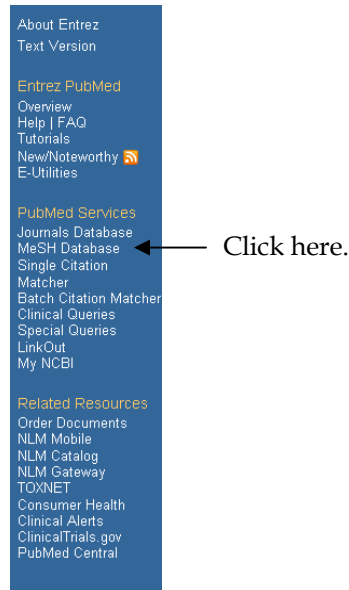 About Entrez
Text Version
Entrez PubMed
Overview
Help | FAQ
Tutorials
New/Noteworthy
E-Utilities
PubMed Services
Journals Database
MeSH Database
Click here.
Single Citation
Matcher
Batch Citation Matcher
Clinical Queries
Special Queries
LinkOut
My NCBI
Related Resources
Order Documents
NLM Mobile
NLM Catalog
NLM Gateway
TOXNET
Consumer Health
Clinical Alerts
ClinicalTrials.gov
PubMed Central